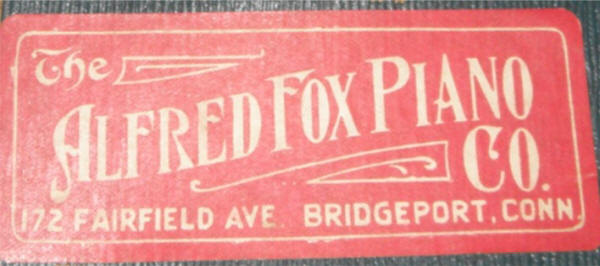 The
ALFRED FOX PIANO
CO.
172 FAIRFIELD AVE. BRIDGEPORT, CONN.